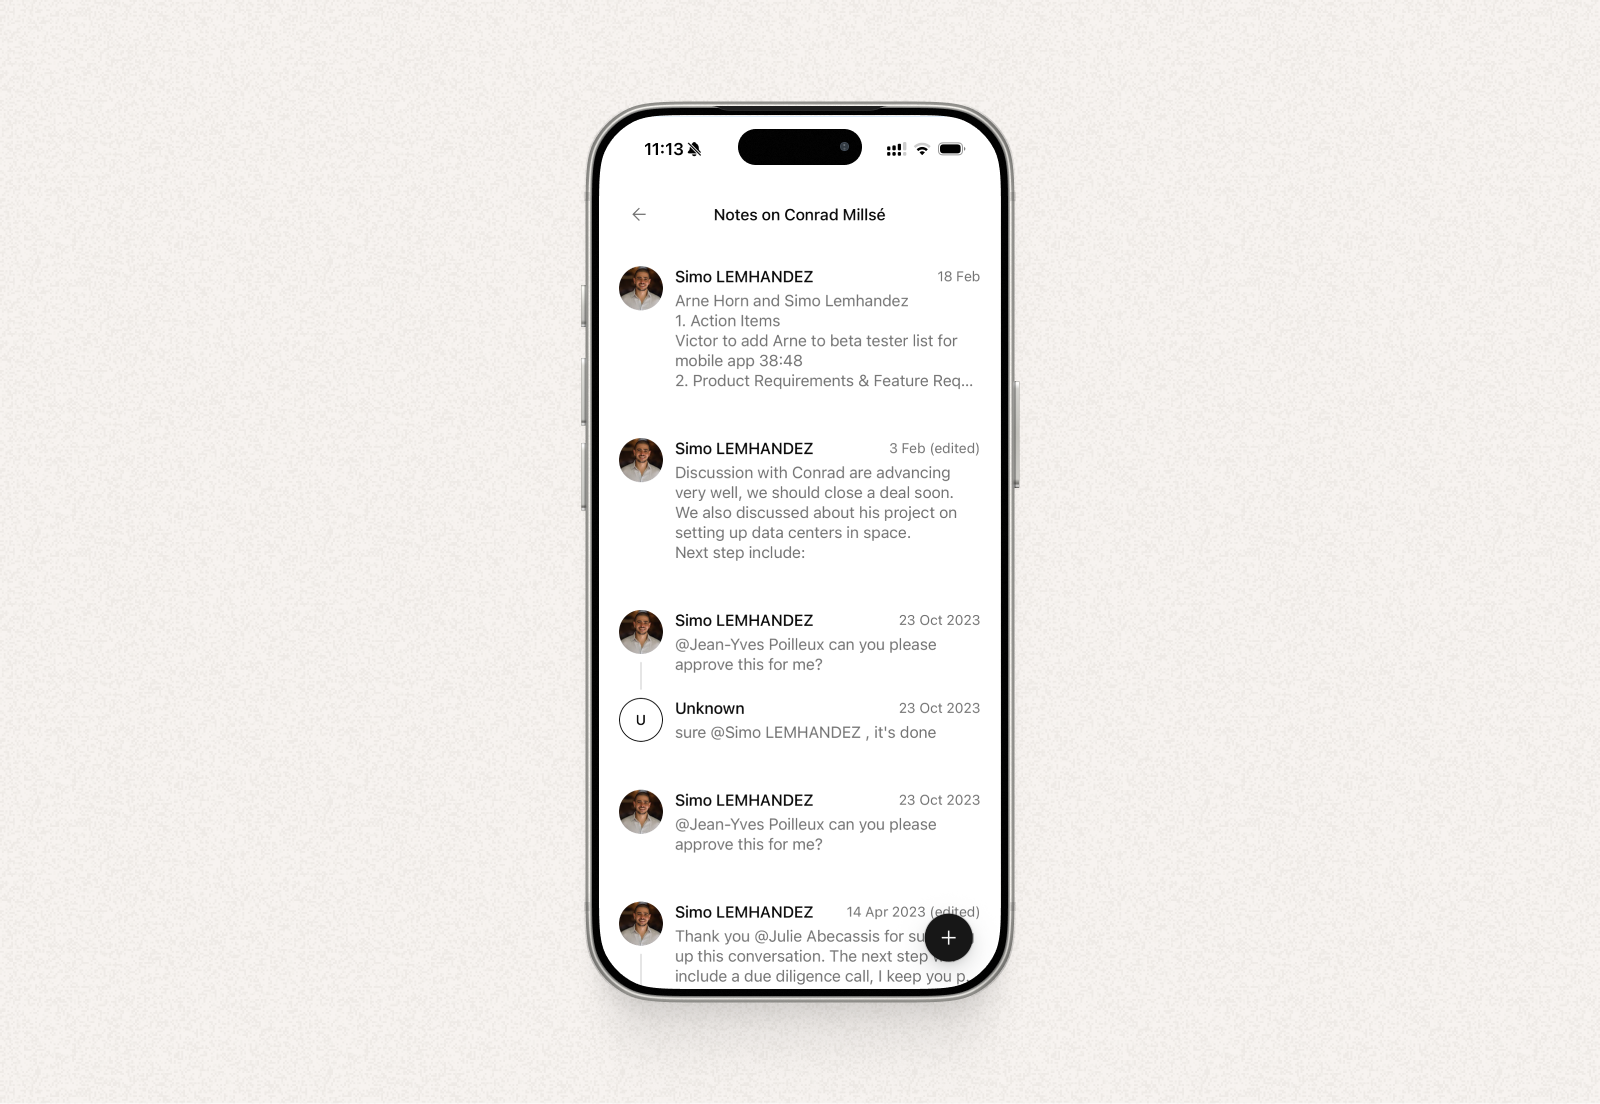 11:13
Notes on Conrad Millsé
Simo LEMHANDEZ 18 Feb
Arne Horn and Simo Lemhandez
1. Action Items
Victor to add Arne to beta tester list for
mobile app 38:48
2. Product Requirements & Feature Req...
Simo LEMHANDEZ 3 Feb (edited)
Discussion with Conrad are advancing
very well, we should close a deal soon.
We also discussed about his project on
setting up data centers in space.
Next step include:
Simo LEMHANDEZ 23 Oct 2023
@Jean-Yves Poilleux can you please
approve this for me?
U
Unknown 23 Oct 2023
sure @Simo LEMHANDEZ , it's done
Simo LEMHANDEZ 23 Oct 2023
@Jean-Yves Poilleux can you please
approve this for me?
Simo LEMHANDEZ 14 Apr 2023 (edited)
Thank you @Julie Abecassis for
up this conversation. The next step
include a due diligence call, I keep you